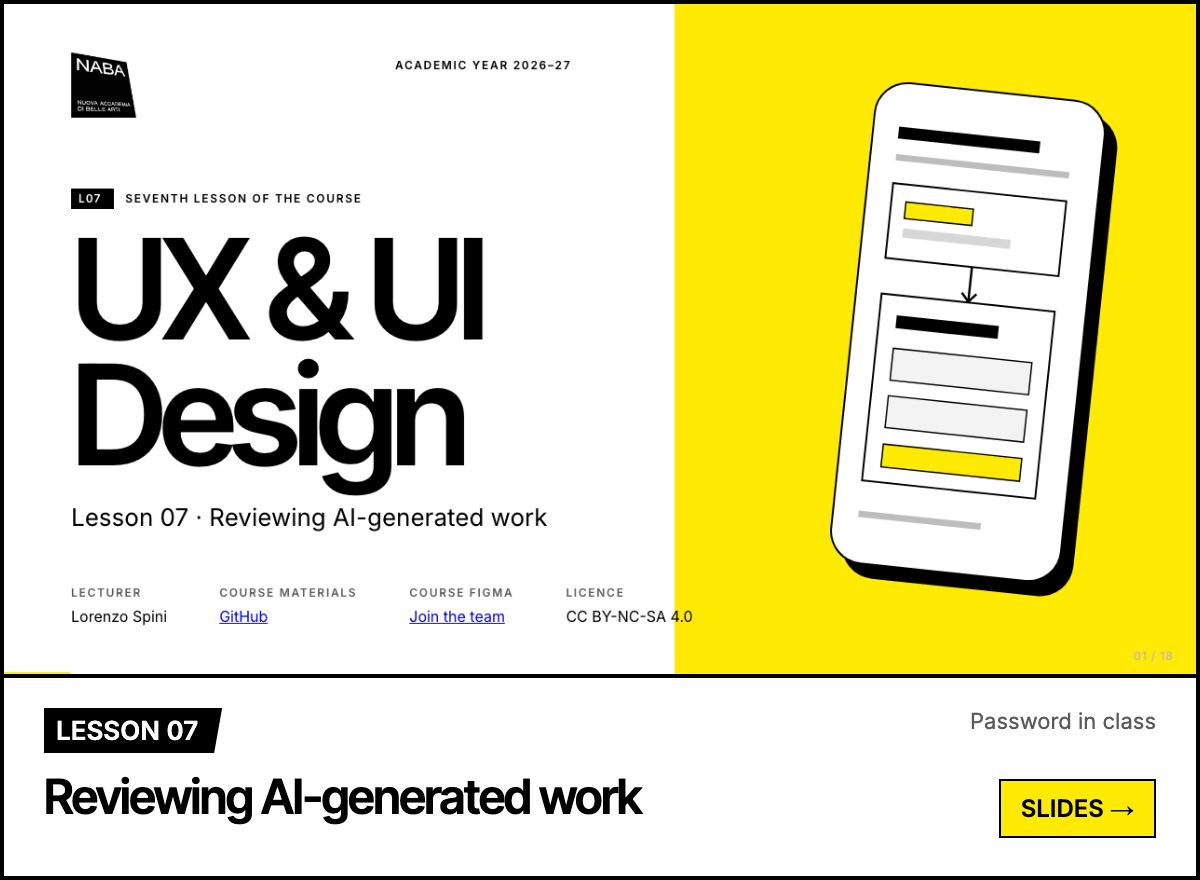 NABA
NUOVA ACCADEMIA
DI BELLE ARTI
ACADEMIC YEAR 2026–27
L07 SEVENTH LESSON OF THE COURSE
UX & UI
Design
Lesson 07 · Reviewing AI-generated work
LECTURER
Lorenzo Spini
COURSE MATERIALS
GitHub
COURSE FIGMA
Join the team
LICENCE
CC BY-NC-SA 4.0
01 / 18
LESSON 07
Password in class
Reviewing AI-generated work
SLIDES →